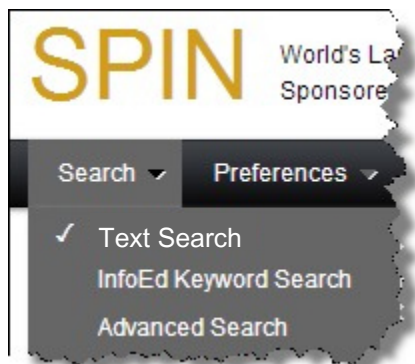 SPIN
World's La
Sponsore
Search Preferences
✓ Text Search
InfoEd Keyword Search
Advanced Search